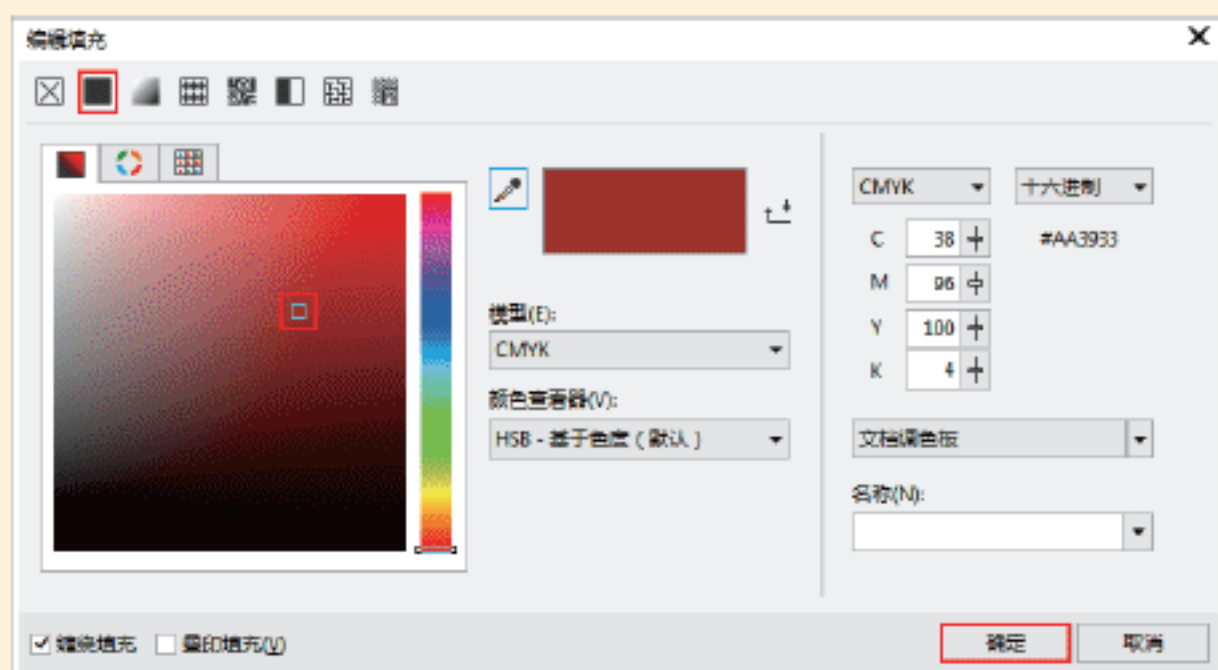 编辑填充
CMYK
十六进制
C 38
#AA3933
M 96
Y 100
K 4
模型(E):
CMYK
颜色查看器(V):
HSB - 基于色度 ( 默认 )
文档调色板
名称(N):
缠绕填充
叠印填充(V)
确定
取消